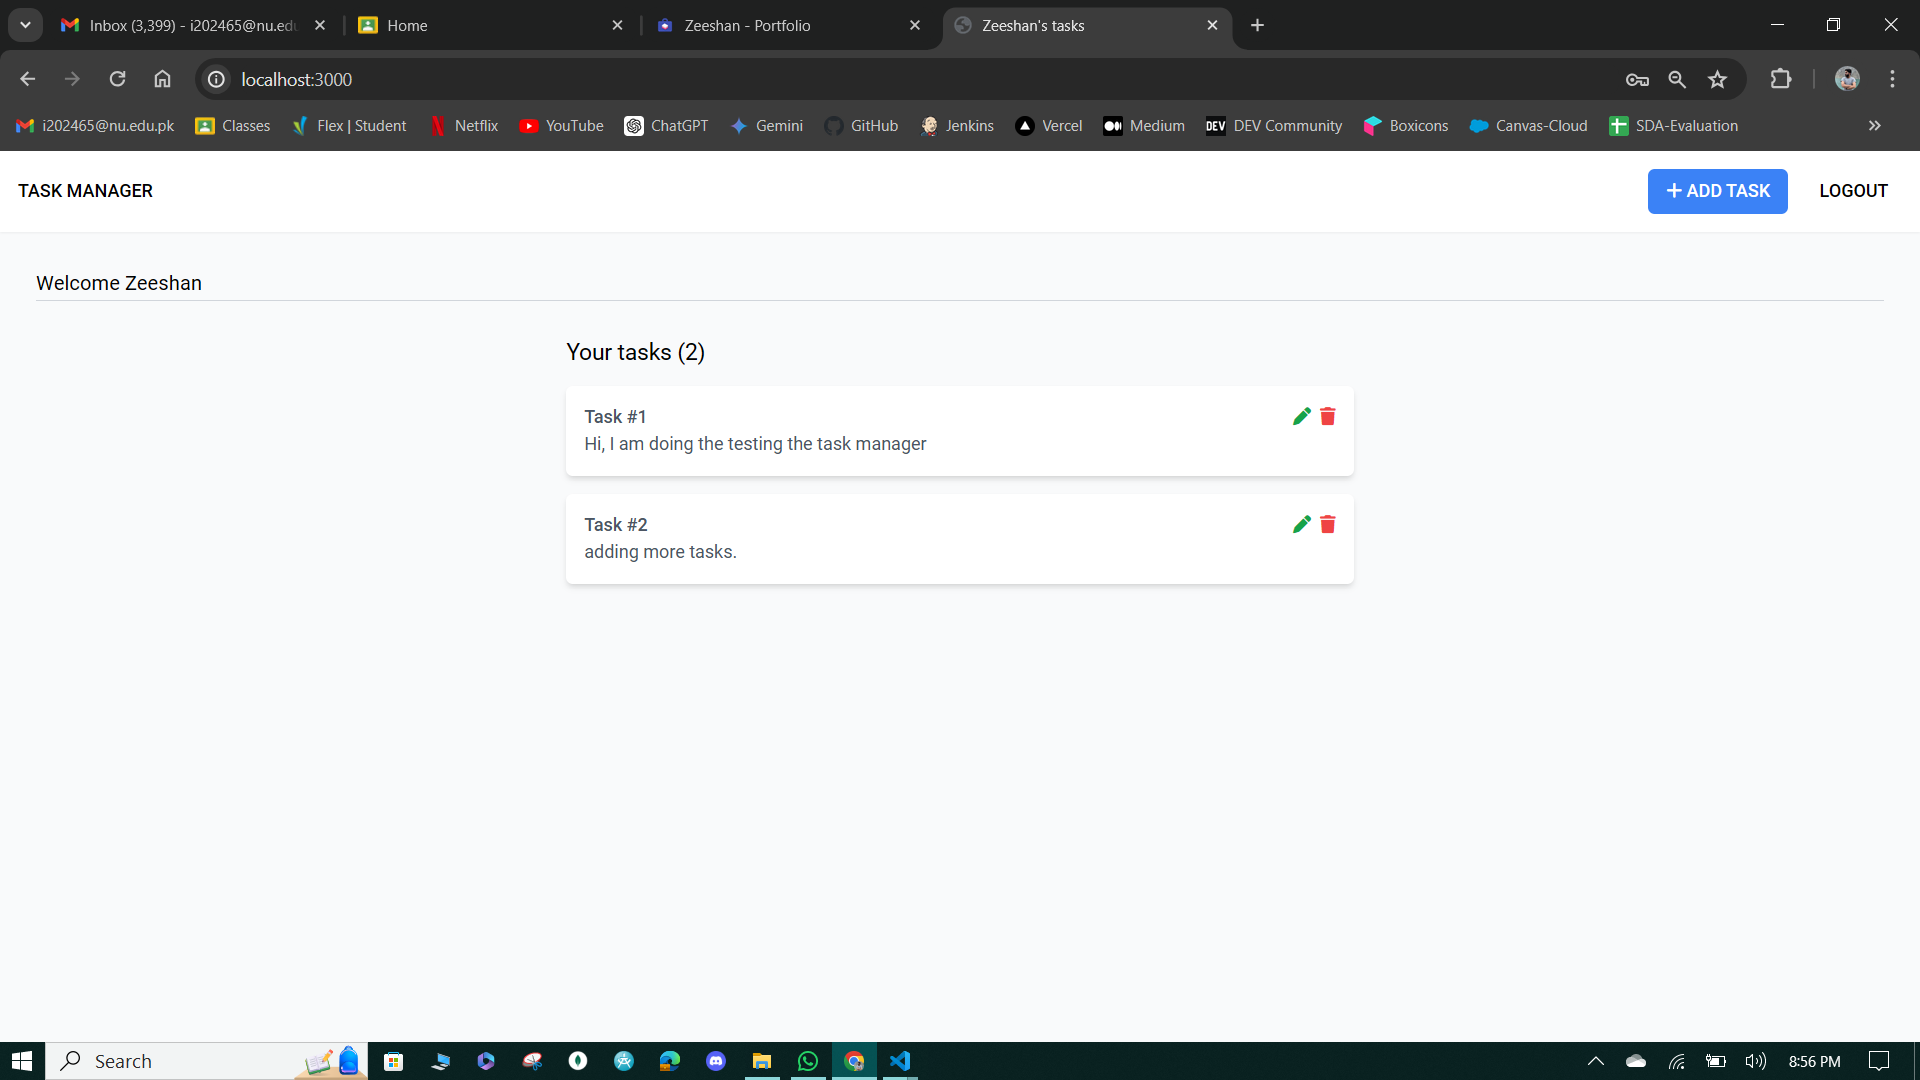 Inbox (3,399) - i202465@nu.edu
Home
Zeeshan - Portfolio
Zeeshan's tasks
localhost:3000
i202465@nu.edu.pk
Classes
Flex | Student
Netflix
YouTube
ChatGPT
Gemini
GitHub
Jenkins
Vercel
Medium
DEV
DEV Community
Boxicons
Canvas-Cloud
SDA-Evaluation
TASK MANAGER
+ ADD TASK
LOGOUT
Welcome Zeeshan
Your tasks (2)
Task #1
Hi, I am doing the testing the task manager
Task #2
adding more tasks.
Search
8:56 PM